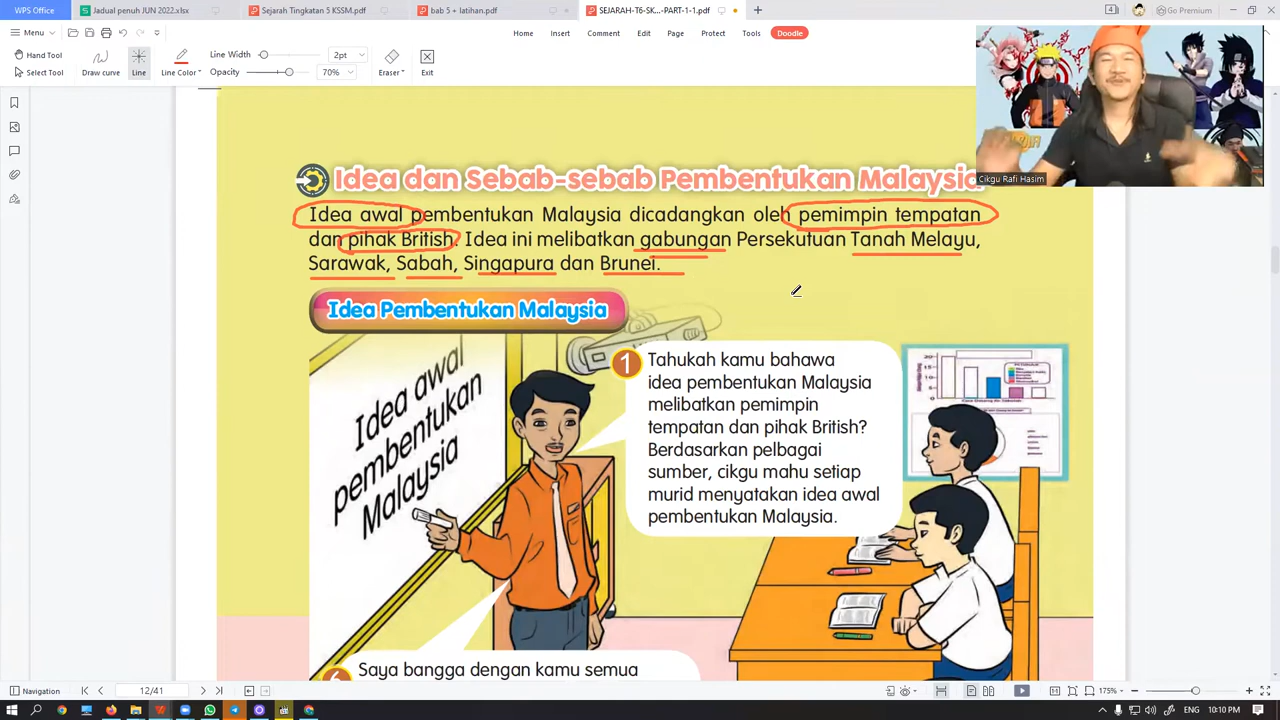 WPS Office
Jadual penuh JUN 2022.xlsx
Sejarah Tingkatan 5 KSSM.pdf
bab 5 + latihan.pdf
SEJARAH-T6-SK...-PART-1-1.pdf
Go Premium
Menu
Home Insert Comment Edit Page Protect Tools Doodle
Hand Tool
Select Tool
Draw curve
Line
Line Color
Line Width 2pt
Opacity 70%
Eraser
Exit
Cikgu Rafi Hasim
Idea dan Sebab-sebab Pembentukan Malaysia
Idea awal pembentukan Malaysia dicadangkan oleh pemimpin tempatan
dan pihak British. Idea ini melibatkan gabungan Persekutuan Tanah Melayu,
Sarawak, Sabah, Singapura dan Brunei.
Idea Pembentukan Malaysia
Idea awal
pembentukan
Malaysia
1
Tahukah kamu bahawa
idea pembentukan Malaysia
melibatkan pemimpin
tempatan dan pihak British?
Berdasarkan pelbagai
sumber, cikgu mahu setiap
murid menyatakan idea awal
pembentukan Malaysia.
20
15
10
5
0
6
Saya bangga dengan kamu semua
Navigation
12/41
175%
10:10 PM